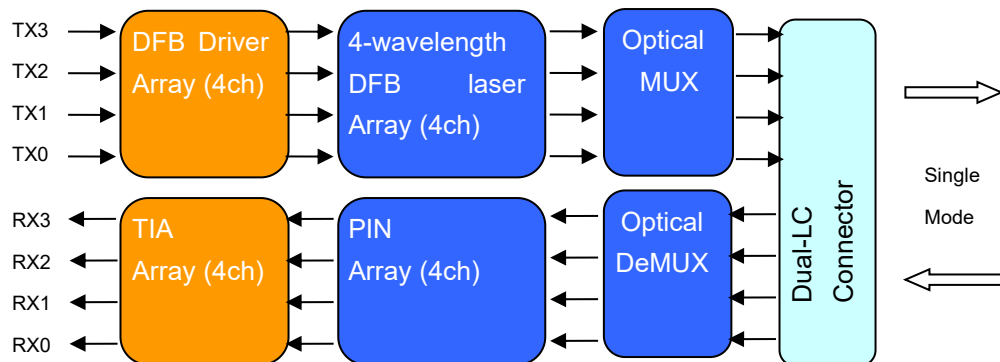 TX3
TX2
TX1
TX0
DFB Driver
Array (4ch)
4-wavelength
DFB laser
Array (4ch)
Optical
MUX
RX3
RX2
RX1
RX0
TIA
Array (4ch)
PIN
Array (4ch)
Optical
DeMUX
Dual-LC
Connector
Single
Mode